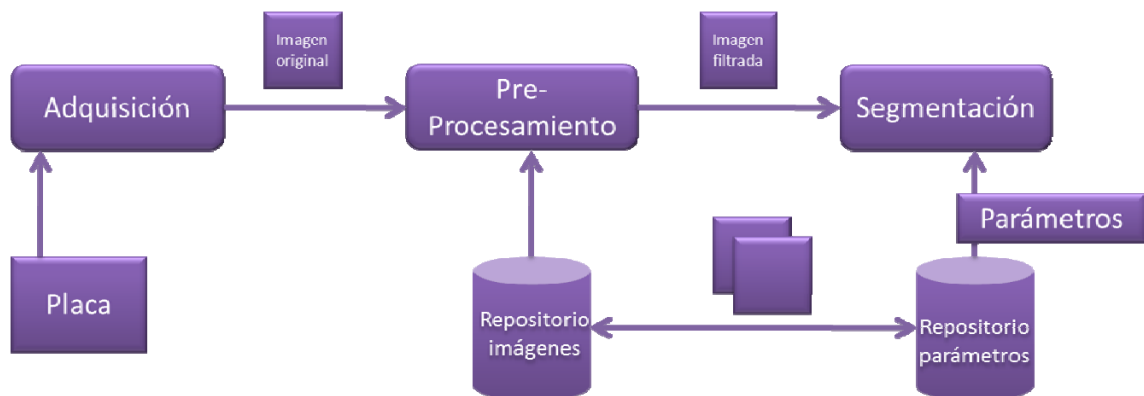 Imagen
original
Imagen
filtrada
Adquisición
Pre-
Procesamiento
Segmentación
Parámetros
Placa
Repositorio
imágenes
Repositorio
parámetros